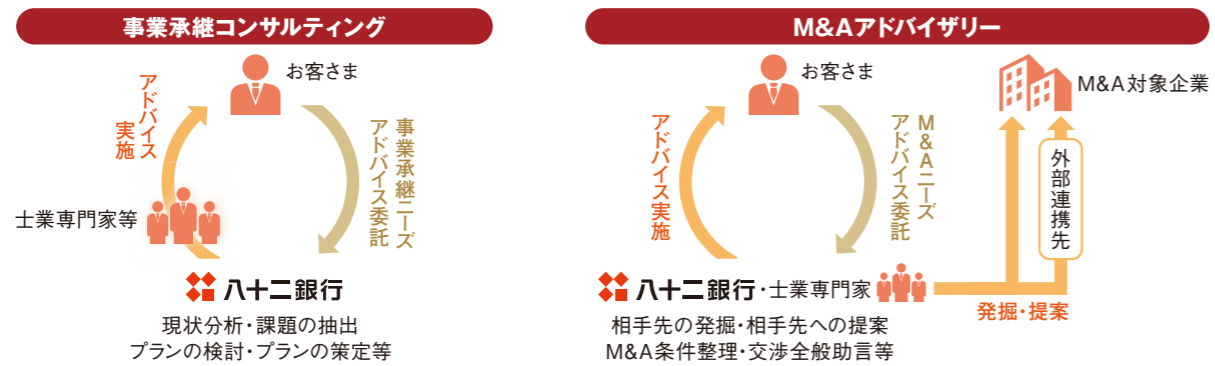 事業承継コンサルティング
お客さま
アドバイス
実施
事業承継ニーズ
アドバイス委託
士業専門家等
八十二銀行
現状分析・課題の抽出
プランの検討・プランの策定等
M&Aアドバイザリー
お客さま
M&A対象企業
アドバイス実施
M&Aニーズ
アドバイス委託
外部連携先
八十二銀行・士業専門家
発掘・提案
相手先の発掘・相手先への提案
M&A条件整理・交渉全般助言等